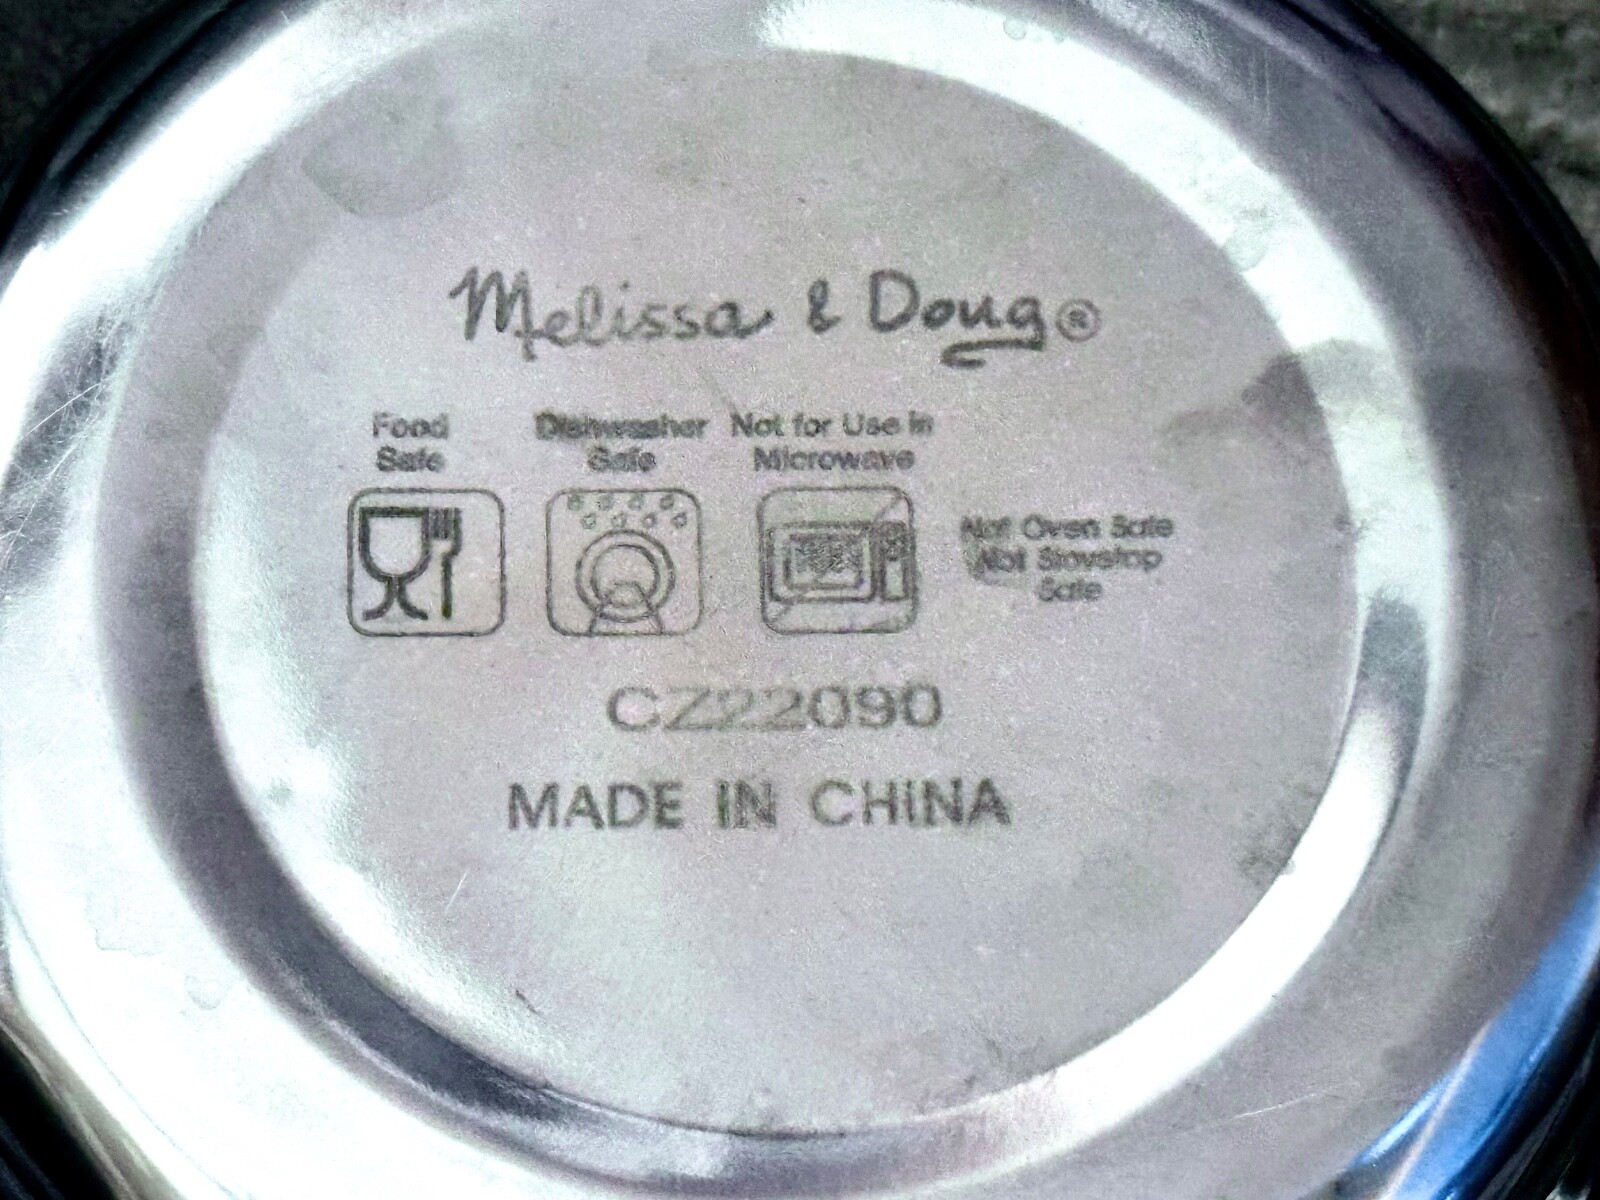 Melissa & Doug®
Food
Safe
Dishwasher
Safe
Not for Use in
Microwave
Not Oven Safe
Not Stovetop
Safe
CZ22090
MADE IN CHINA